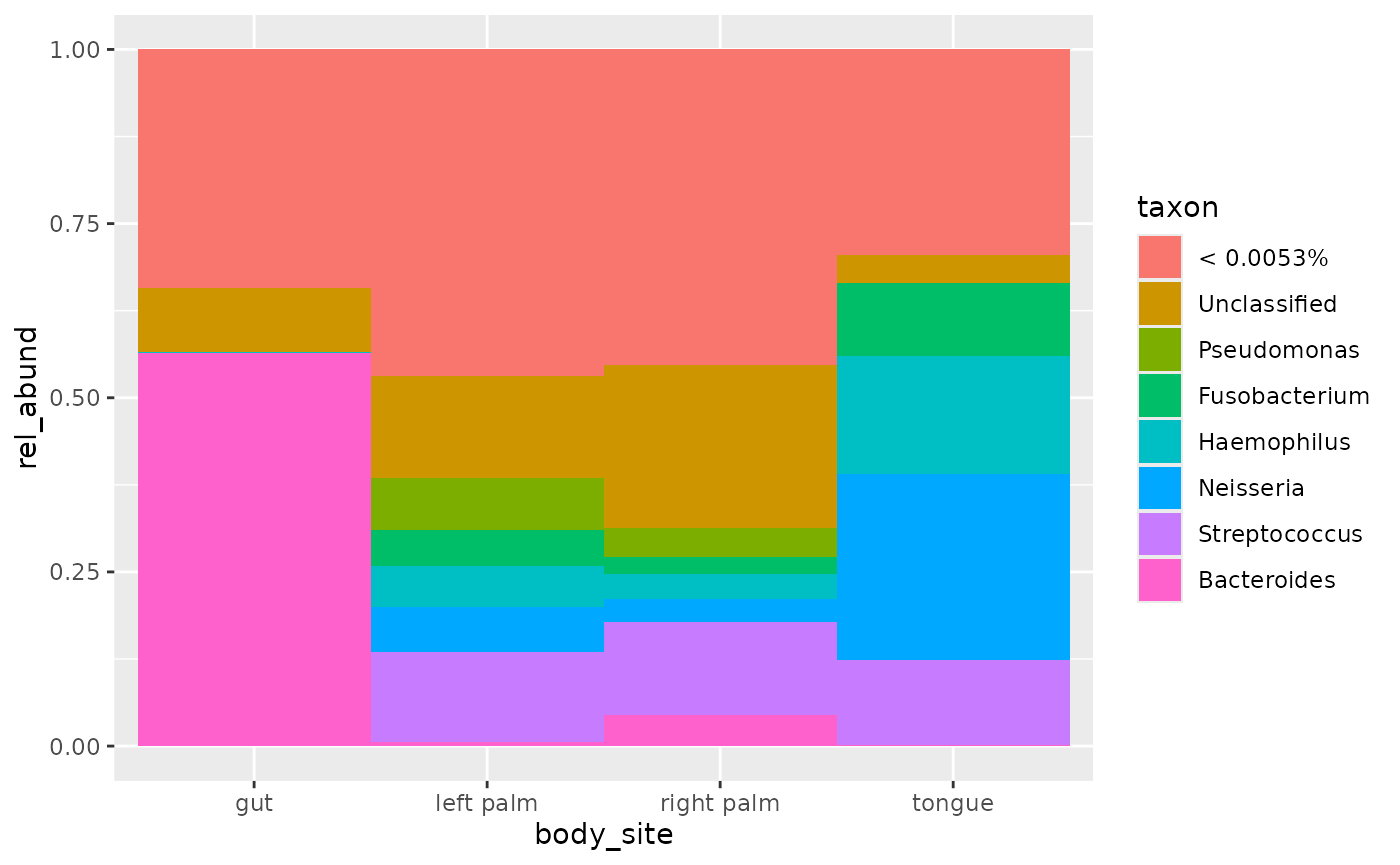 1.00
0.75
0.50
0.25
0.00
rel_abund
gut
left palm
right palm
tongue
body_site
taxon
< 0.0053%
Unclassified
Pseudomonas
Fusobacterium
Haemophilus
Neisseria
Streptococcus
Bacteroides